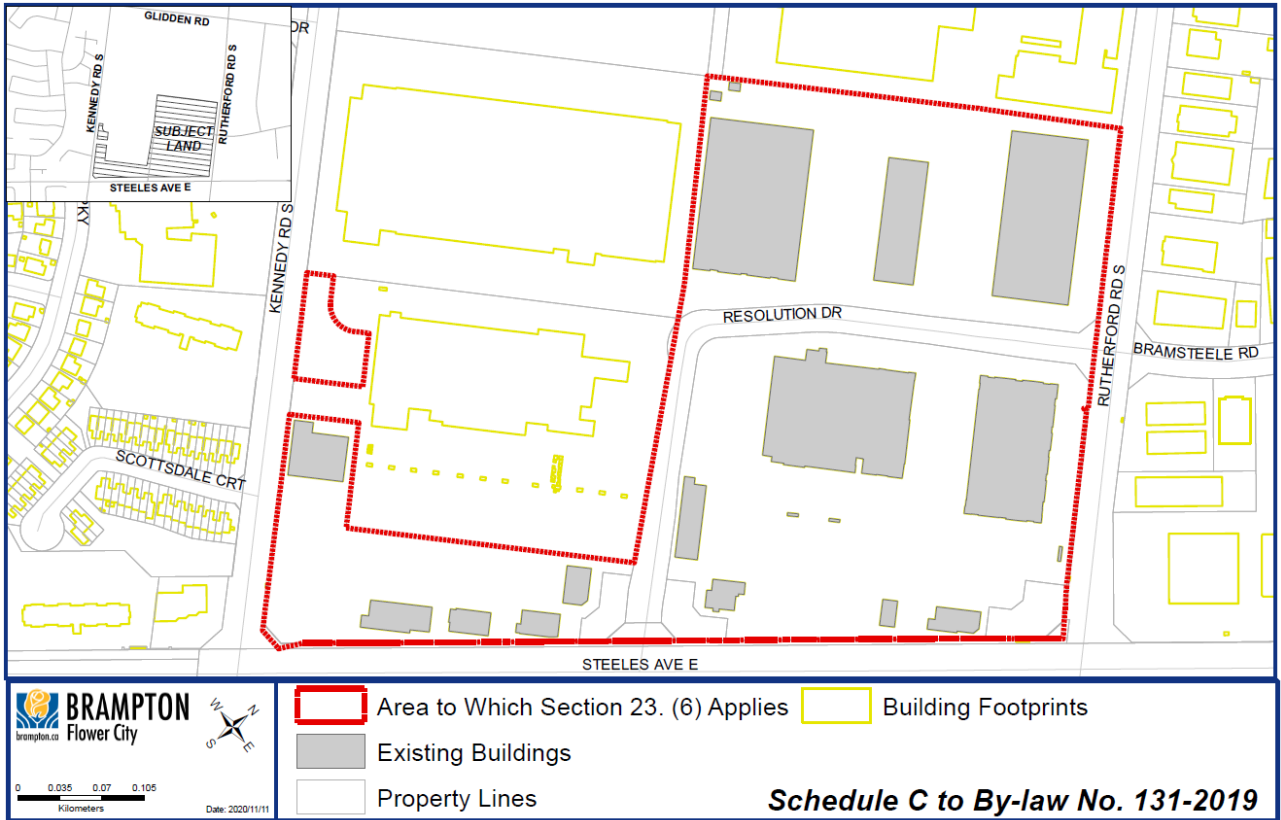 GLIDDEN RD
KENNEDY RD S
RUTHERFORD RD S
SUBJECT
LAND
STEELES AVE E
DR
KY
KENNEDY RD S
RESOLUTION DR
RUTHERFORD RD S
BRAMSTEELE RD
SCOTTSDALE CRT
STEELES AVE E
BRAMPTON
brampton.ca Flower City
W N
S E
0 0.035 0.07 0.105
Kilometers
Date: 2020/11/11
Area to Which Section 23. (6) Applies
Building Footprints
Existing Buildings
Property Lines
Schedule C to By-law No. 131-2019